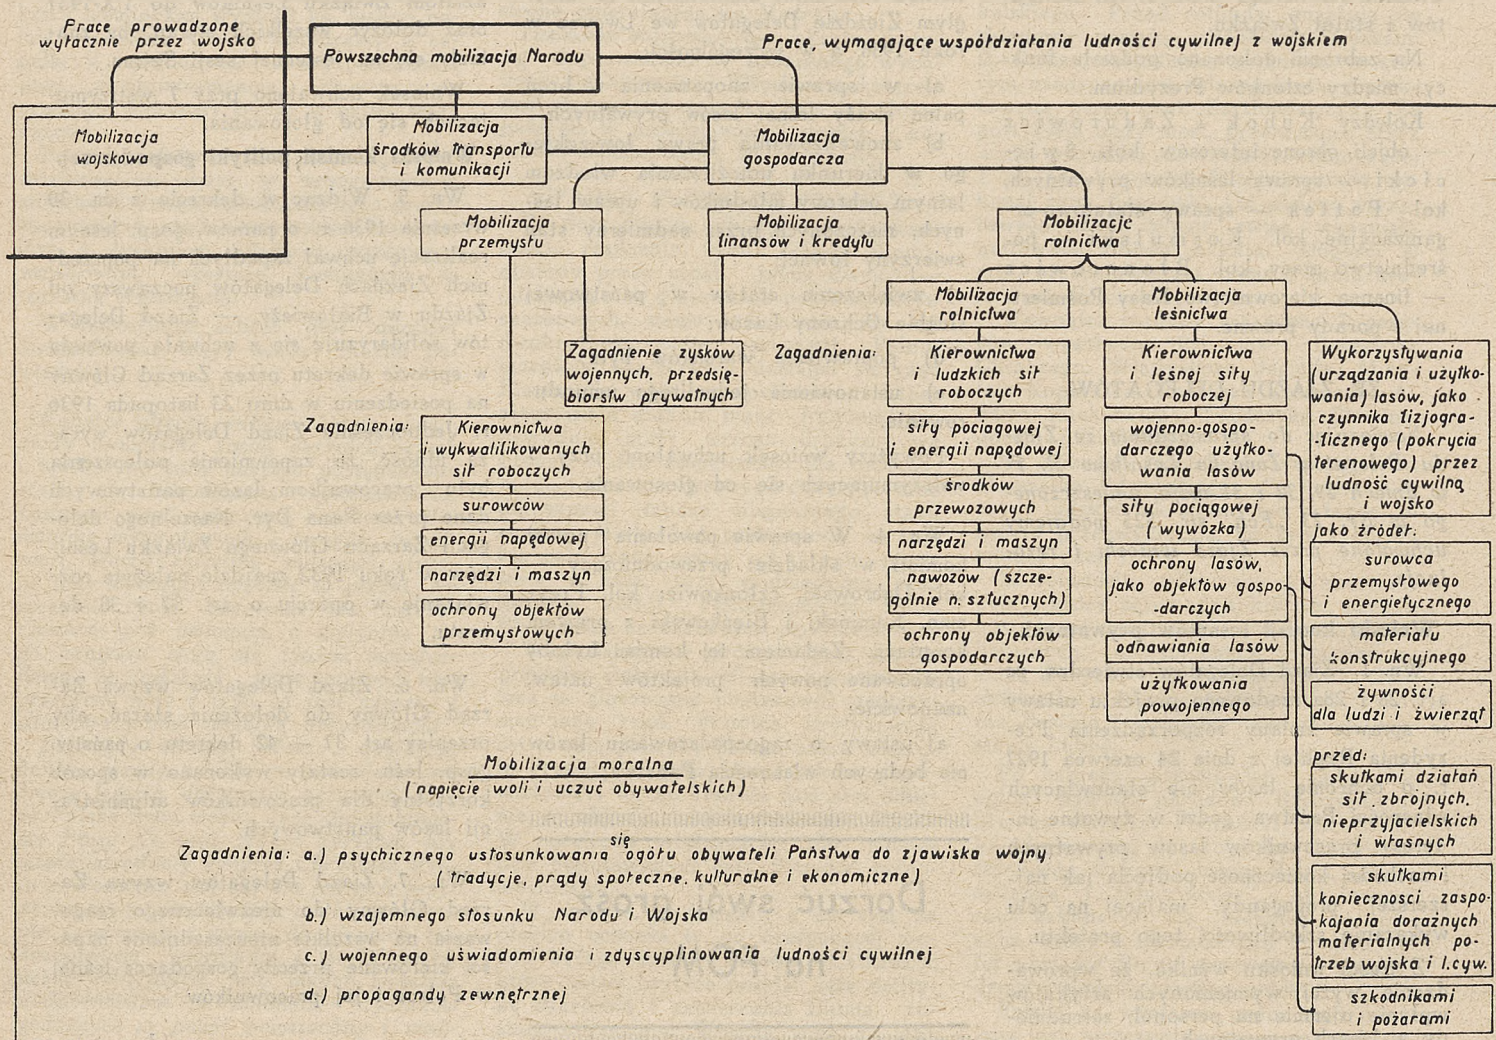 Prace prowadzone
wyłacznie przez wojsko
Powszechna mobilizacja Narodu
Prace, wymagające współdziałania ludności cywilnej z wojskiem
Mobilizacja
wojskowa
Mobilizacja
środków transportu
i komunikacji
Mobilizacja
gospodarcza
Mobilizacja
przemysłu
Mobilizacja
finansów i kredytu
Mobilizacje
rolnictwa
Mobilizacja
rolnictwa
Mobilizacja
leśnictwa
Zagadnienie zysków
wojennych, przedsię-
biorstw prywatnych
Zagadnienia:
Kierownictwa
i wykwalifikowanych
sił roboczych
surowców
energii napędowej
narzędzi i maszyn
ochrony objektów
przemysłowych
Zagadnienia:
Kierownictwa
i ludzkich sił
roboczych
siły pociagowej
i energii napędowej
środków
przewozowych
narzędzi i maszyn
nawozów (szcze-
gólnie n. sztucznych)
ochrony objektów
gospodarczych
Kierownictwa
i leśnej siły
roboczej
wojenno-gospo-
darczego użytko-
wania lasów
siły pociągowej
(wywózka)
ochrony lasów,
jako objektów gospo-
-darczych
odnawiania lasów
użytkowania
powojennego
Wykorzystywania
(urządzania i użytko-
wania) lasów, jako
czynnika fizjogra-
-ficznego (pokrycia
terenowego) przez
ludność cywilną
i wojsko
jako źródeł:
surowca
przemysłowego
i energietycznego
materiału
konstrukcyjnego
żywności
dla ludzi i zwierząt
przed:
skutkami działań
sił zbrojnych,
nieprzyjacielskich
i własnych
skutkami
koniecznosci zaspo-
kajania doraźnych
materialnych po-
trzeb wojska i l.cyw.
szkodnikami
i pożarami
Mobilizacja moralna
(napięcie woli i uczuć obywatelskich)
Zagadnienia: a.) psychicznego ustosunkowania się ogółu obywateli Państwa do zjawiska wojny
(tradycje, prądy społeczne, kulturalne i ekonomiczne)
b.) wzajemnego stosunku Narodu i Wojska
c.) wojennego uświadomienia i zdyscyplinowania ludności cywilnej
d.) propagandy zewnętrznej